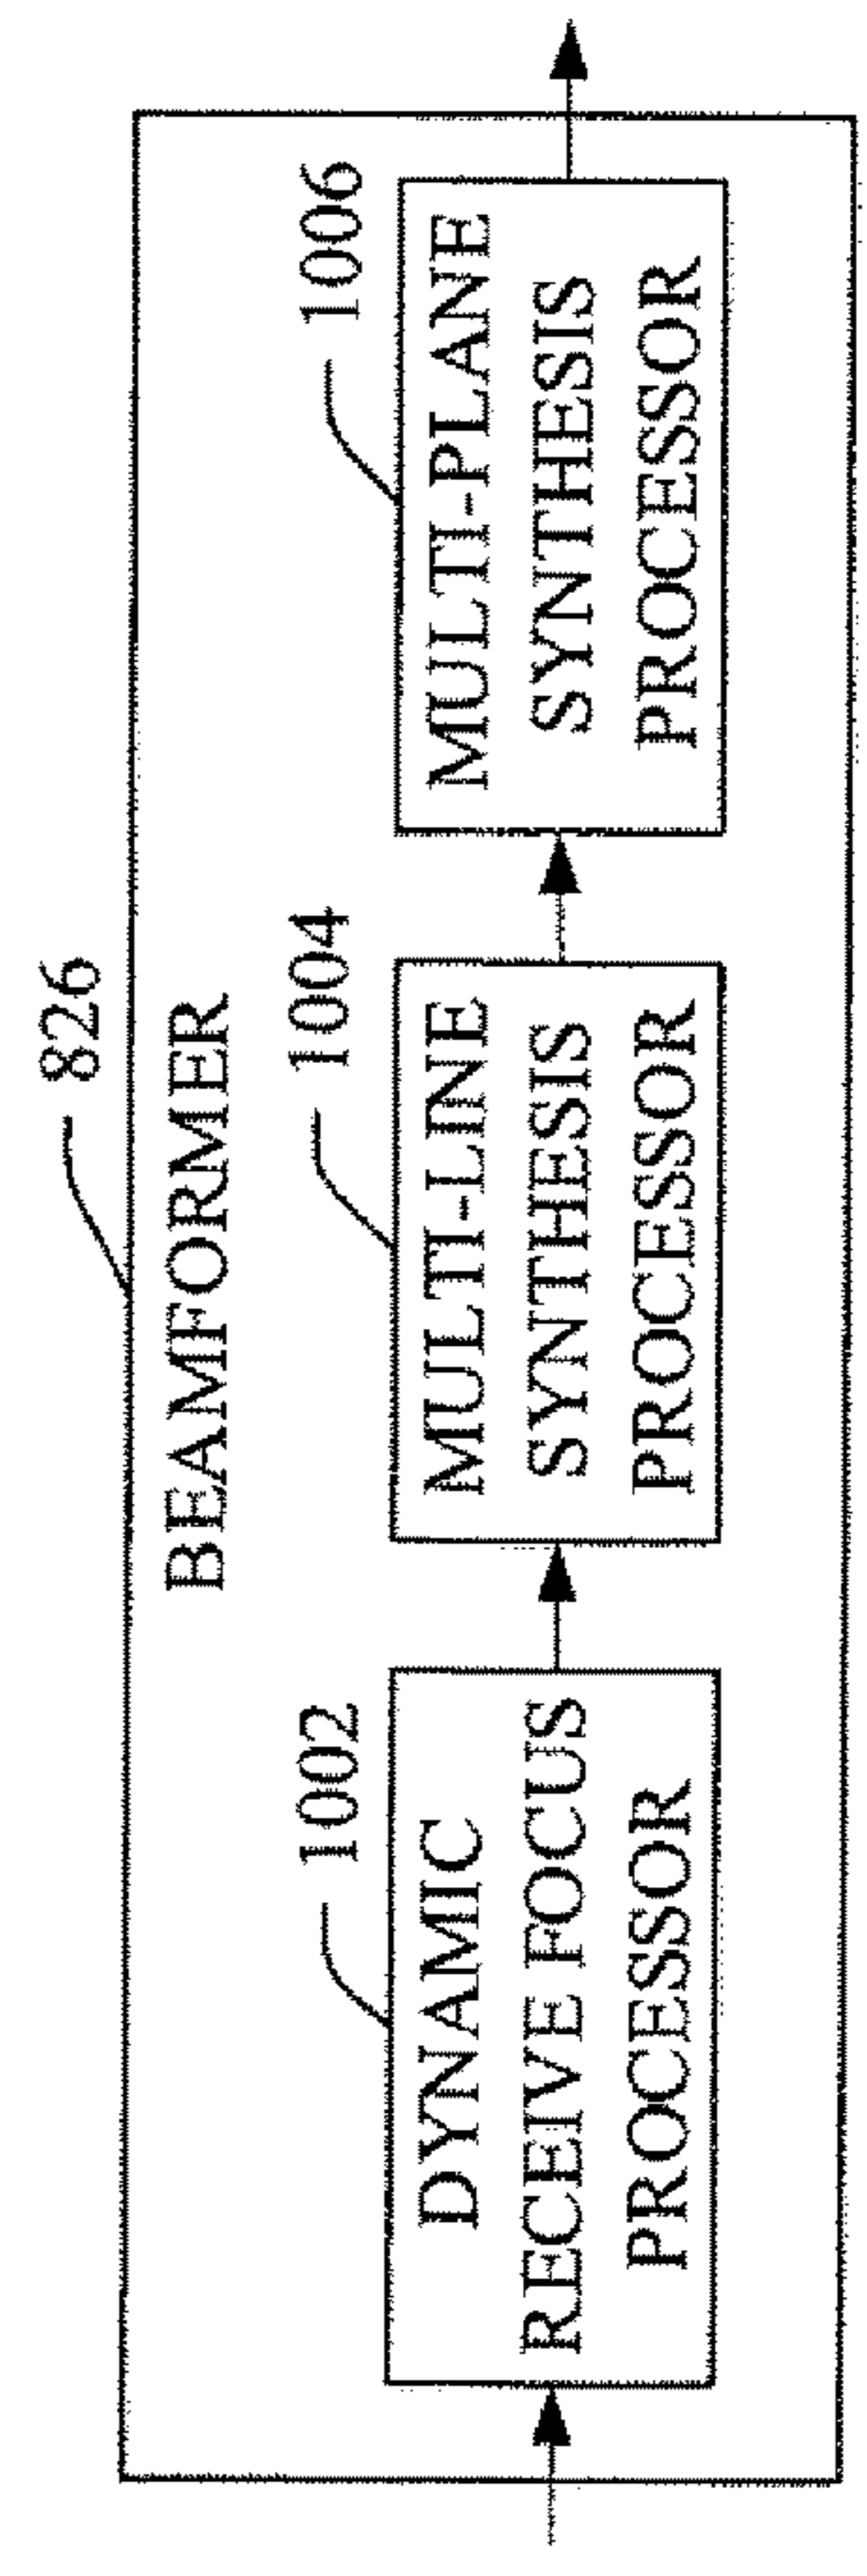 826
BEAMFORMER
1002
DYNAMIC
RECEIVE FOCUS
PROCESSOR
1004
MULTI-LINE
SYNTHESIS
PROCESSOR
1006
MULTI-PLANE
SYNTHESIS
PROCESSOR